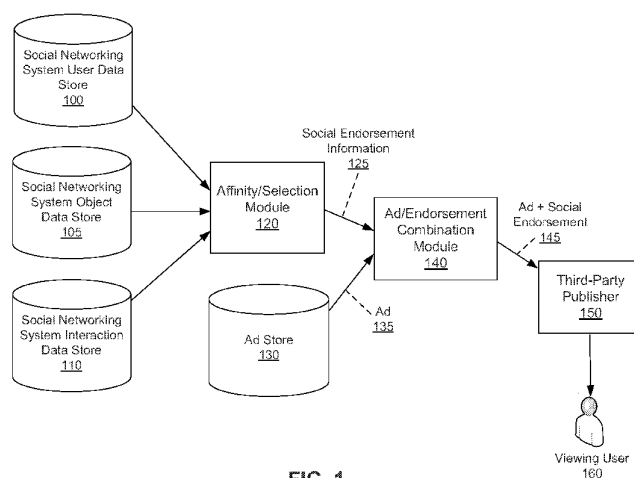 Social Networking
System User Data
Store
100
Social Networking
System Object Data
Store
105
Social Networking
System Interaction
Data Store
110
Affinity/Selection
Module
120
Social Endorsement
Information
125
Ad Store
130
Ad
135
Ad/Endorsement
Combination
Module
140
Ad + Social
Endorsement
145
Third-Party
Publisher
150
Viewing User
160
FIG. 1